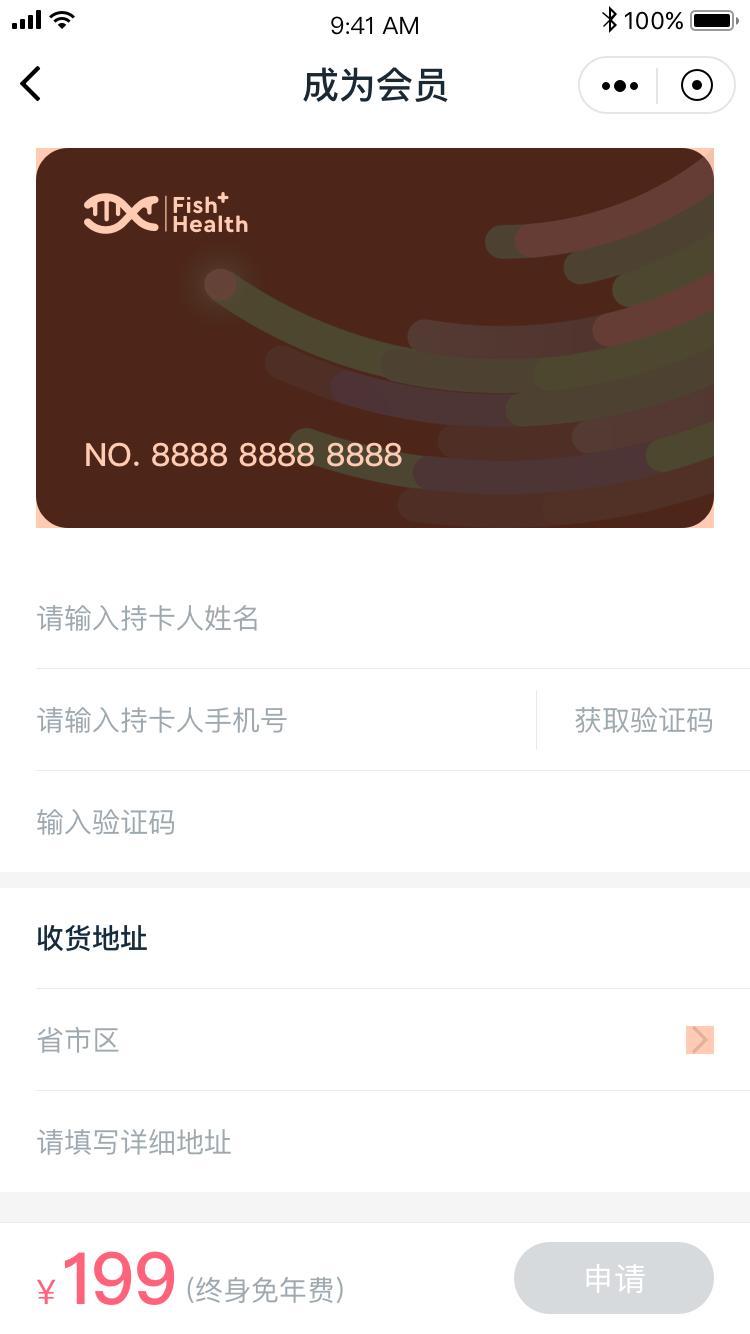 9:41 AM
100%
成为会员
Fish+
Health
NO. 8888 8888 8888
请输入持卡人姓名
请输入持卡人手机号
获取验证码
输入验证码
收货地址
省市区
请填写详细地址
¥199 (终身免年费)
申请